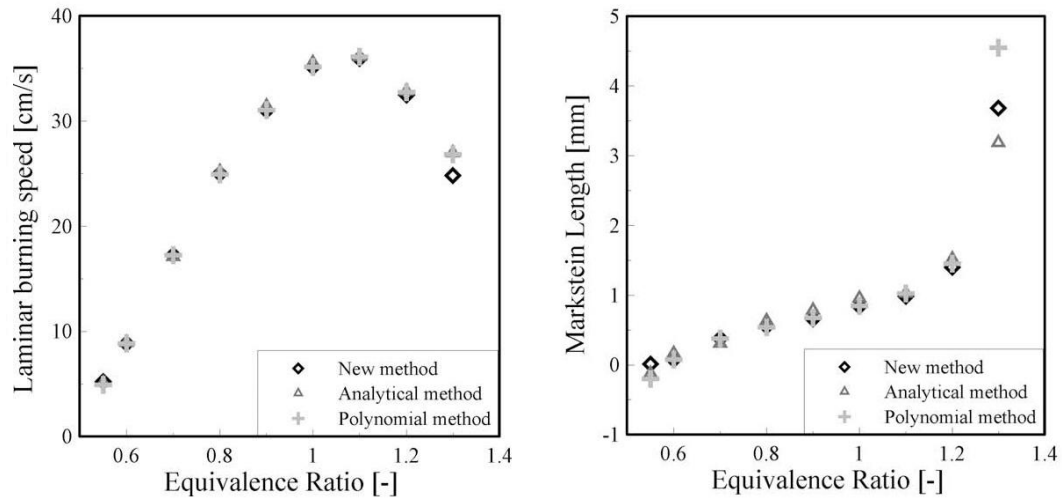 Laminar burning speed [cm/s]
40
30
20
10
0
0.6 0.8 1 1.2 1.4
Equivalence Ratio [-]
New method
Analytical method
Polynomial method
Markstein Length [mm]
5
4
3
2
1
0
-1
0.6 0.8 1 1.2 1.4
Equivalence Ratio [-]
New method
Analytical method
Polynomial method